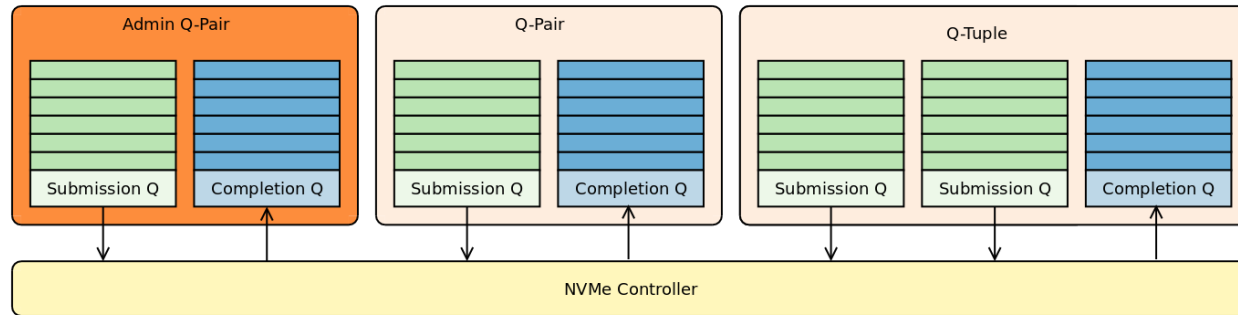 Admin Q-Pair
Q-Pair
Q-Tuple
Submission Q
Completion Q
Submission Q
Completion Q
Submission Q
Submission Q
Completion Q
NVMe Controller